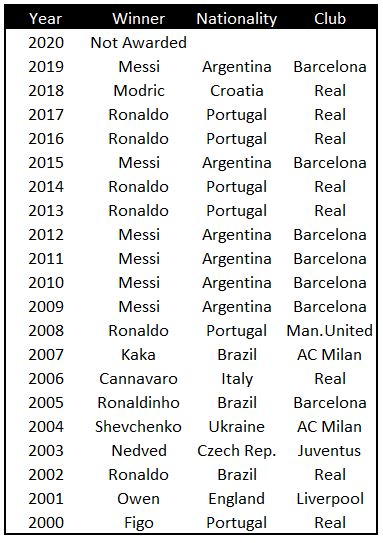 Year Winner Nationality Club
2020 Not Awarded
2019 Messi Argentina Barcelona
2018 Modric Croatia Real
2017 Ronaldo Portugal Real
2016 Ronaldo Portugal Real
2015 Messi Argentina Barcelona
2014 Ronaldo Portugal Real
2013 Ronaldo Portugal Real
2012 Messi Argentina Barcelona
2011 Messi Argentina Barcelona
2010 Messi Argentina Barcelona
2009 Messi Argentina Barcelona
2008 Ronaldo Portugal Man.United
2007 Kaka Brazil AC Milan
2006 Cannavaro Italy Real
2005 Ronaldinho Brazil Barcelona
2004 Shevchenko Ukraine AC Milan
2003 Nedved Czech Rep. Juventus
2002 Ronaldo Brazil Real
2001 Owen England Liverpool
2000 Figo Portugal Real